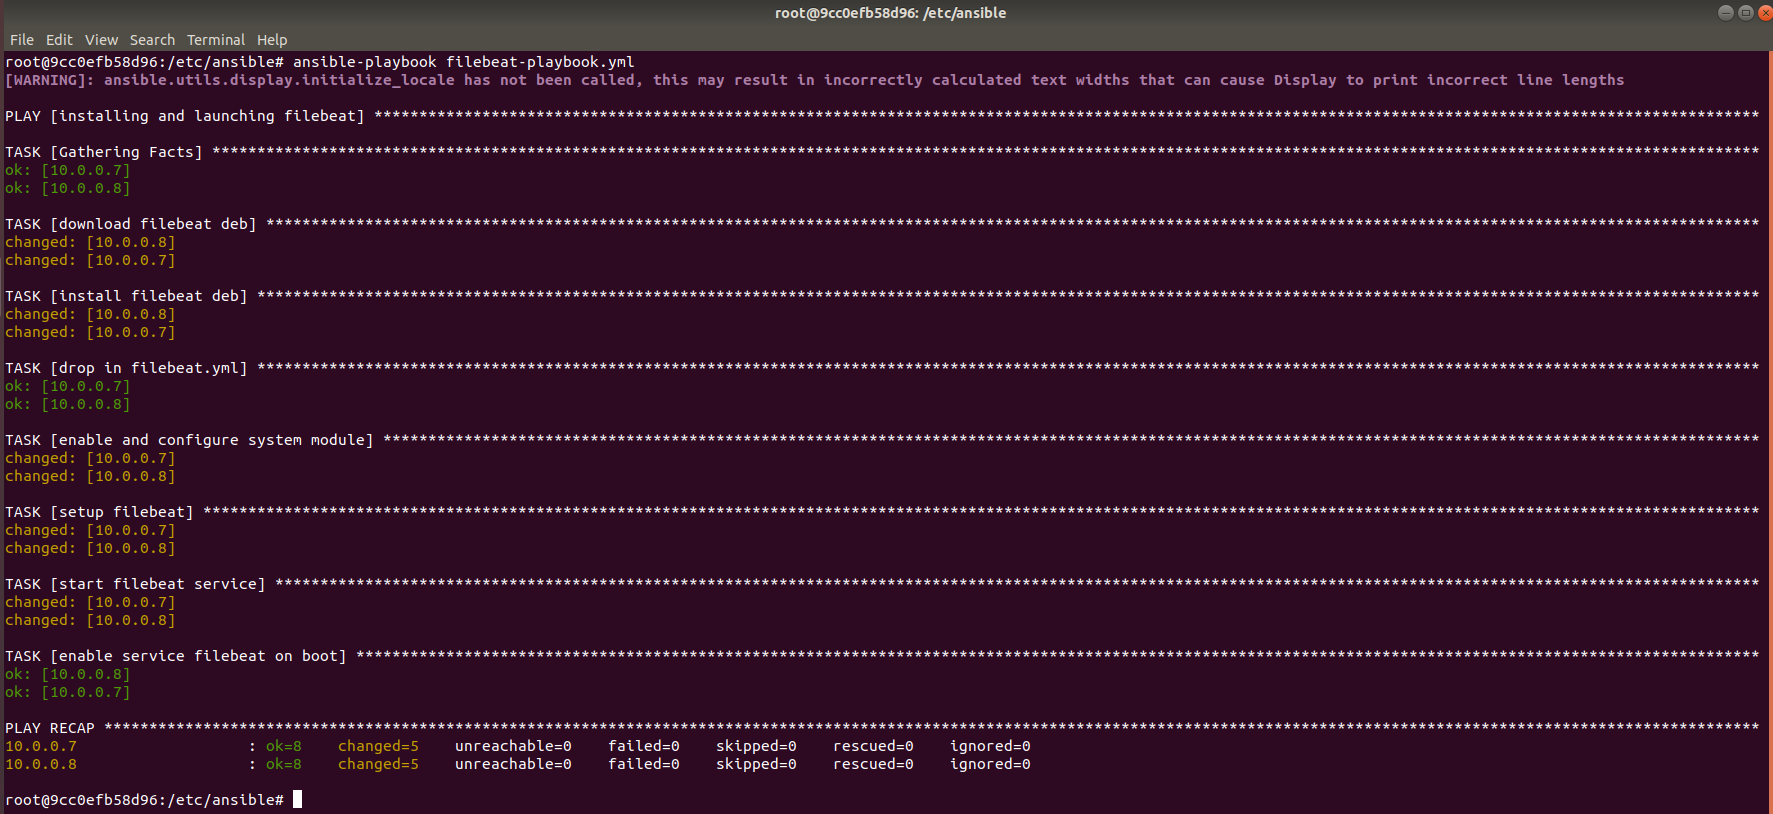 root@9cc0efb58d96: /etc/ansible
File Edit View Search Terminal Help
root@9cc0efb58d96:/etc/ansible# ansible-playbook filebeat-playbook.yml
[WARNING]: ansible.utils.display.initialize_locale has not been called, this may result in incorrectly calculated text widths that can cause Display to print incorrect line lengths
PLAY [installing and launching filebeat] **********************************************************************************************************************************************************
TASK [Gathering Facts] ****************************************************************************************************************************************************************************
ok: [10.0.0.7]
ok: [10.0.0.8]
TASK [download filebeat deb] **********************************************************************************************************************************************************************
changed: [10.0.0.8]
changed: [10.0.0.7]
TASK [install filebeat deb] ***********************************************************************************************************************************************************************
changed: [10.0.0.8]
changed: [10.0.0.7]
TASK [drop in filebeat.yml] ***********************************************************************************************************************************************************************
ok: [10.0.0.7]
ok: [10.0.0.8]
TASK [enable and configure system module] *********************************************************************************************************************************************************
changed: [10.0.0.7]
changed: [10.0.0.8]
TASK [setup filebeat] *****************************************************************************************************************************************************************************
changed: [10.0.0.7]
changed: [10.0.0.8]
TASK [start filebeat service] *********************************************************************************************************************************************************************
changed: [10.0.0.7]
changed: [10.0.0.8]
TASK [enable service filebeat on boot] ************************************************************************************************************************************************************
ok: [10.0.0.8]
ok: [10.0.0.7]
PLAY RECAP ****************************************************************************************************************************************************************************************
10.0.0.7                   : ok=8    changed=5    unreachable=0    failed=0    skipped=0    rescued=0    ignored=0
10.0.0.8                   : ok=8    changed=5    unreachable=0    failed=0    skipped=0    rescued=0    ignored=0
root@9cc0efb58d96:/etc/ansible#